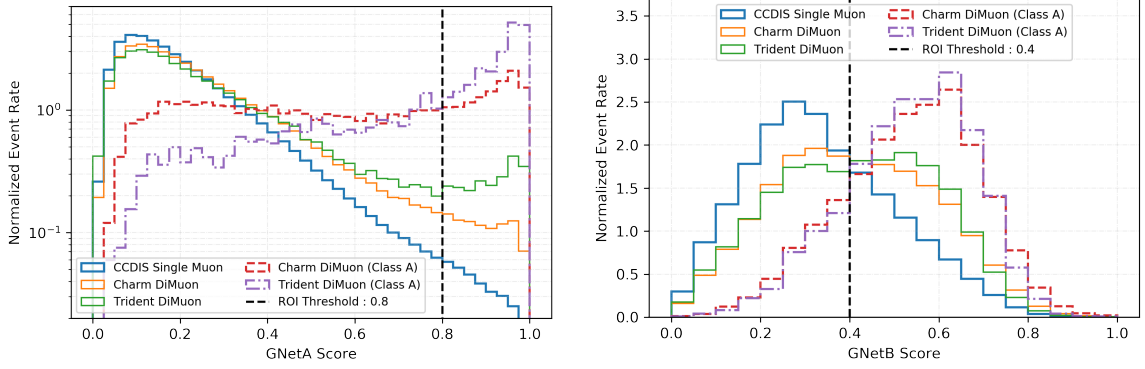 Normalized Event Rate
10⁰
10⁻¹
CCDIS Single Muon
Charm DiMuon
Trident DiMuon
Charm DiMuon (Class A)
Trident DiMuon (Class A)
ROI Threshold : 0.8
0.0 0.2 0.4 0.6 0.8 1.0
GNetA Score
Normalized Event Rate
3.5
3.0
2.5
2.0
1.5
1.0
0.5
0.0
CCDIS Single Muon
Charm DiMuon
Trident DiMuon
Charm DiMuon (Class A)
Trident DiMuon (Class A)
ROI Threshold : 0.4
0.0 0.2 0.4 0.6 0.8 1.0
GNetB Score